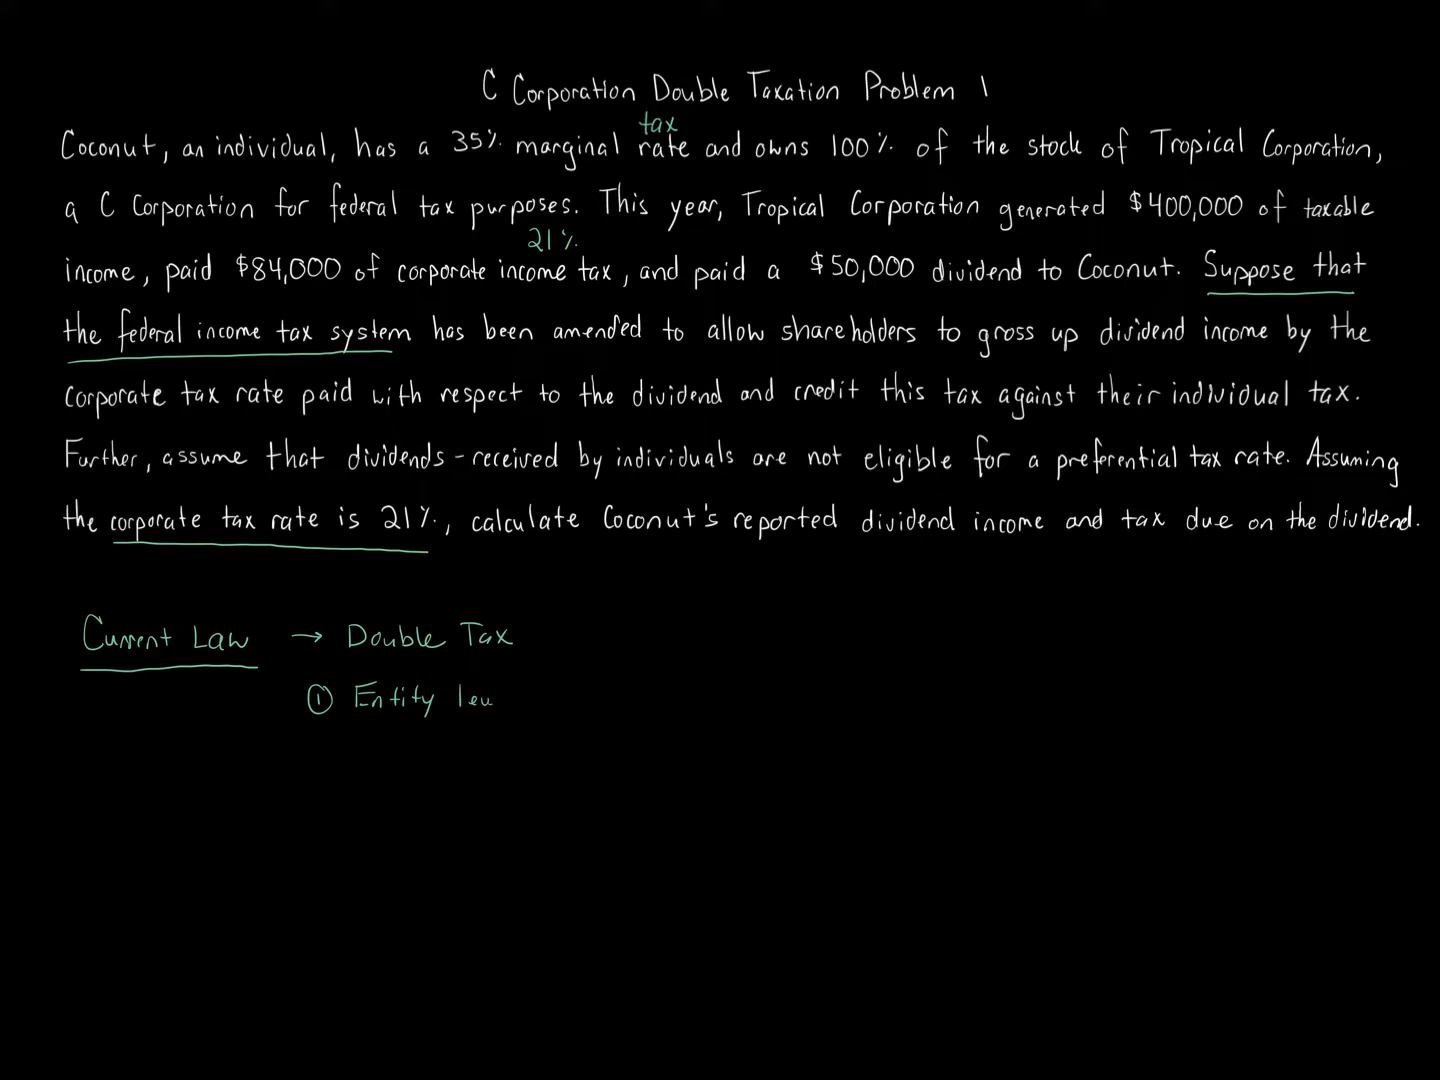 C Corporation Double Taxation Problem 1
tax
Coconut, an individual, has a 35% marginal rate and owns 100% of the stock of Tropical Corporation,
a C Corporation for federal tax purposes. This year, Tropical Corporation generated $400,000 of taxable
21%
income, paid $84,000 of corporate income tax, and paid a $50,000 dividend to Coconut. Suppose that
the federal income tax system has been amended to allow shareholders to gross up dividend income by the
corporate tax rate paid with respect to the dividend and credit this tax against their individual tax.
Further, assume that dividends-received by individuals are not eligible for a preferential tax rate. Assuming
the corporate tax rate is 21%, calculate Coconut's reported dividend income and tax due on the dividend.
Current Law → Double Tax
① Entity leu